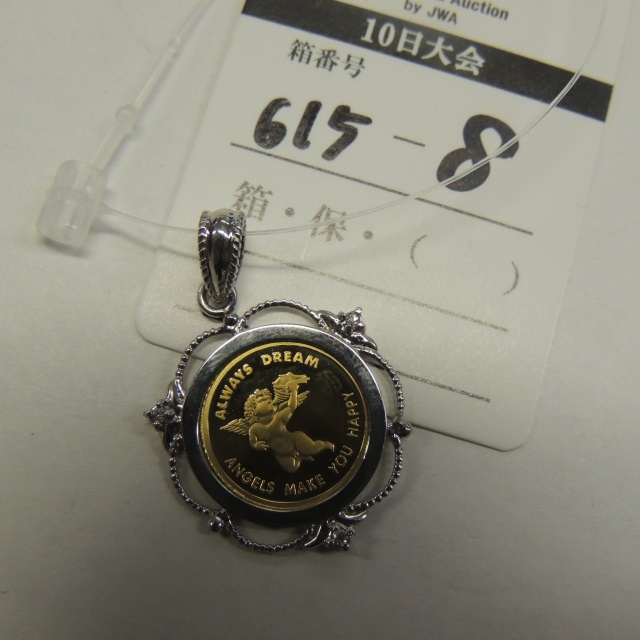 Auction
by JWA
10日大会
箱番号
615-8
箱・保・( )
ALWAYS DREAM
ANGELS MAKE YOU HAPPY